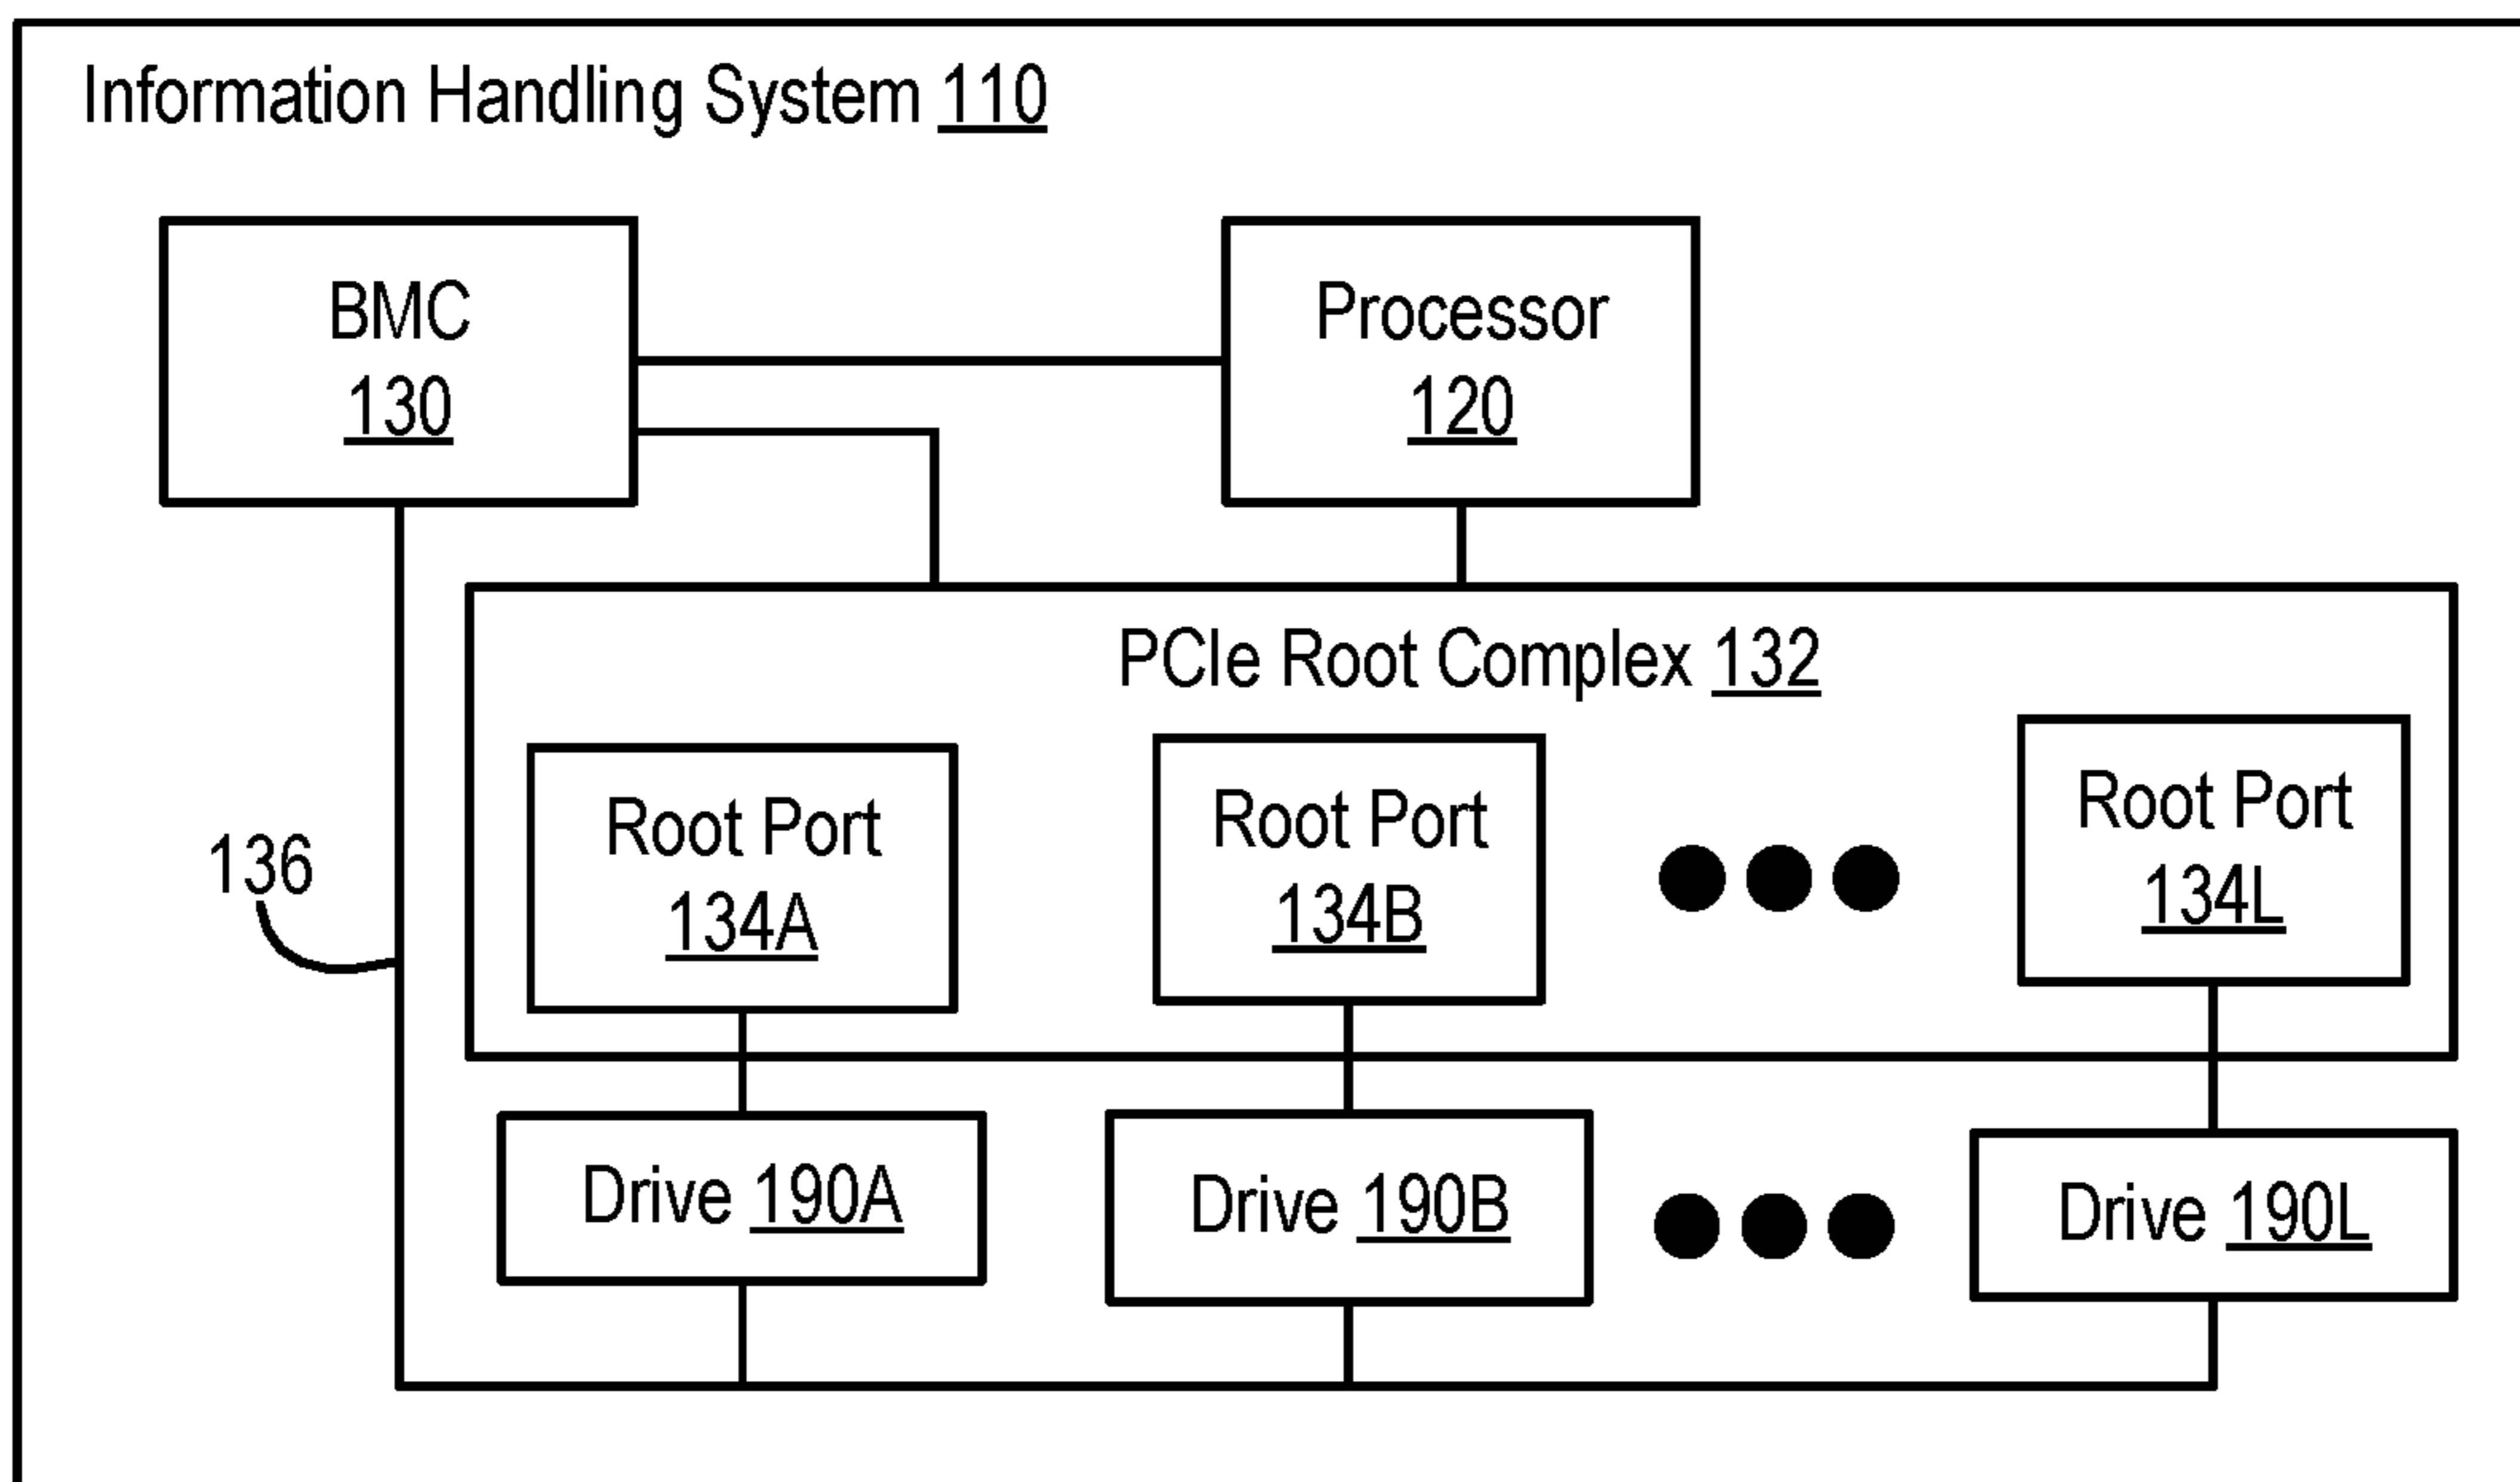 Information Handling System 110
BMC
130
Processor
120
PCIe Root Complex 132
Root Port
134A
Root Port
134B
Root Port
134L
136
Drive 190A
Drive 190B
Drive 190L